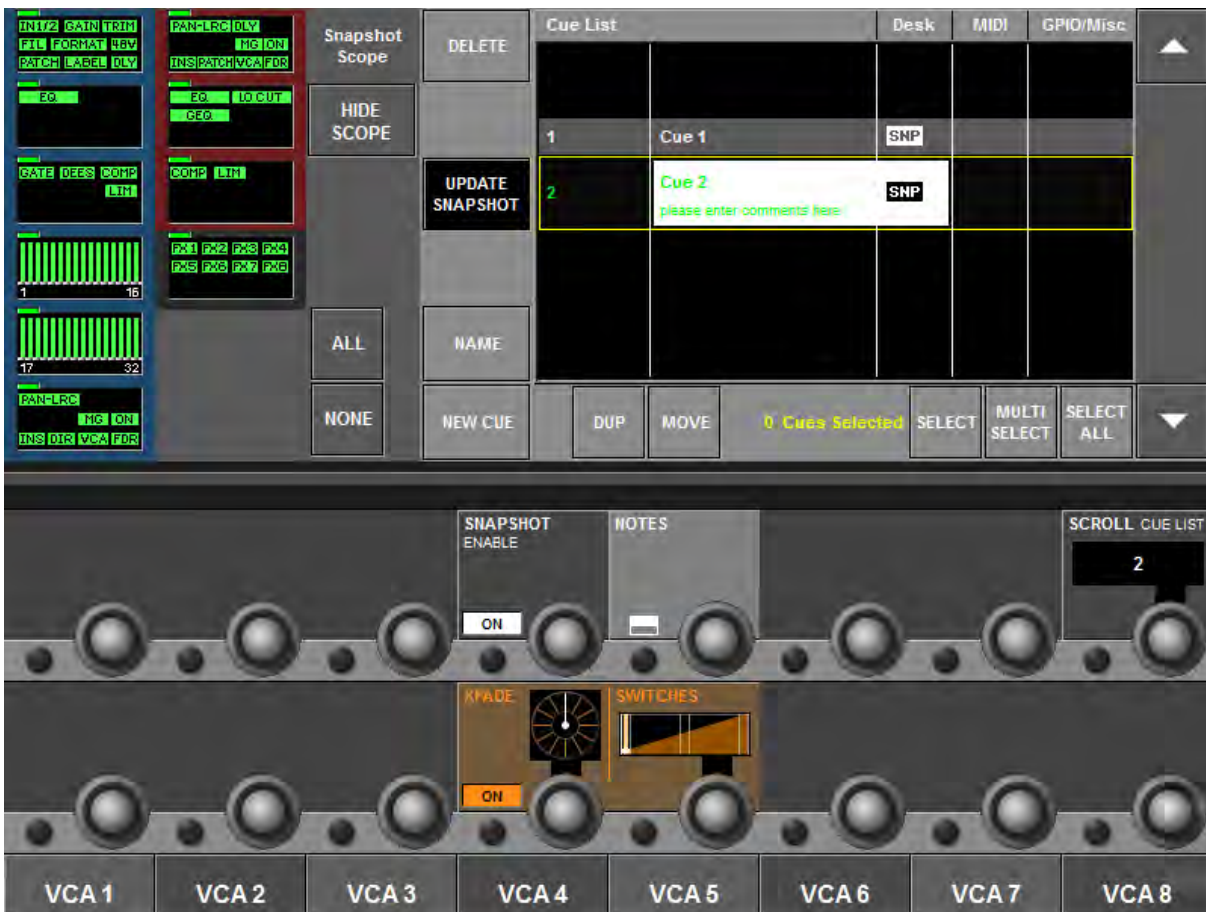 IN1/2 GAIN TRIM
FIL FORMAT 48V
PATCH LABEL DLY
EQ
GATE DEES COMP
LIM
1 16
17 32
PAN-LRC
MG ON
INS DIR VCA FDR
PAN-LRC DLY
MG ON
INS PATCH VCA FDR
EQ LO CUT
GEQ
COMP LIM
FX1 FX2 FX3 FX4
FX5 FX6 FX7 FX8
Snapshot
Scope
HIDE
SCOPE
ALL
NONE
DELETE
UPDATE
SNAPSHOT
NAME
NEW CUE
Cue List Desk MIDI GPIO/Misc
1 Cue 1 SNP
2 Cue 2 SNP
please enter comments here
DUP MOVE 0 Cues Selected SELECT
MULTI
SELECT
SELECT
ALL
SNAPSHOT
ENABLE
ON
NOTES
SCROLL CUE LIST
2
XFADE
ON
SWITCHES
VCA 1 VCA 2 VCA 3 VCA 4 VCA 5 VCA 6 VCA 7 VCA 8